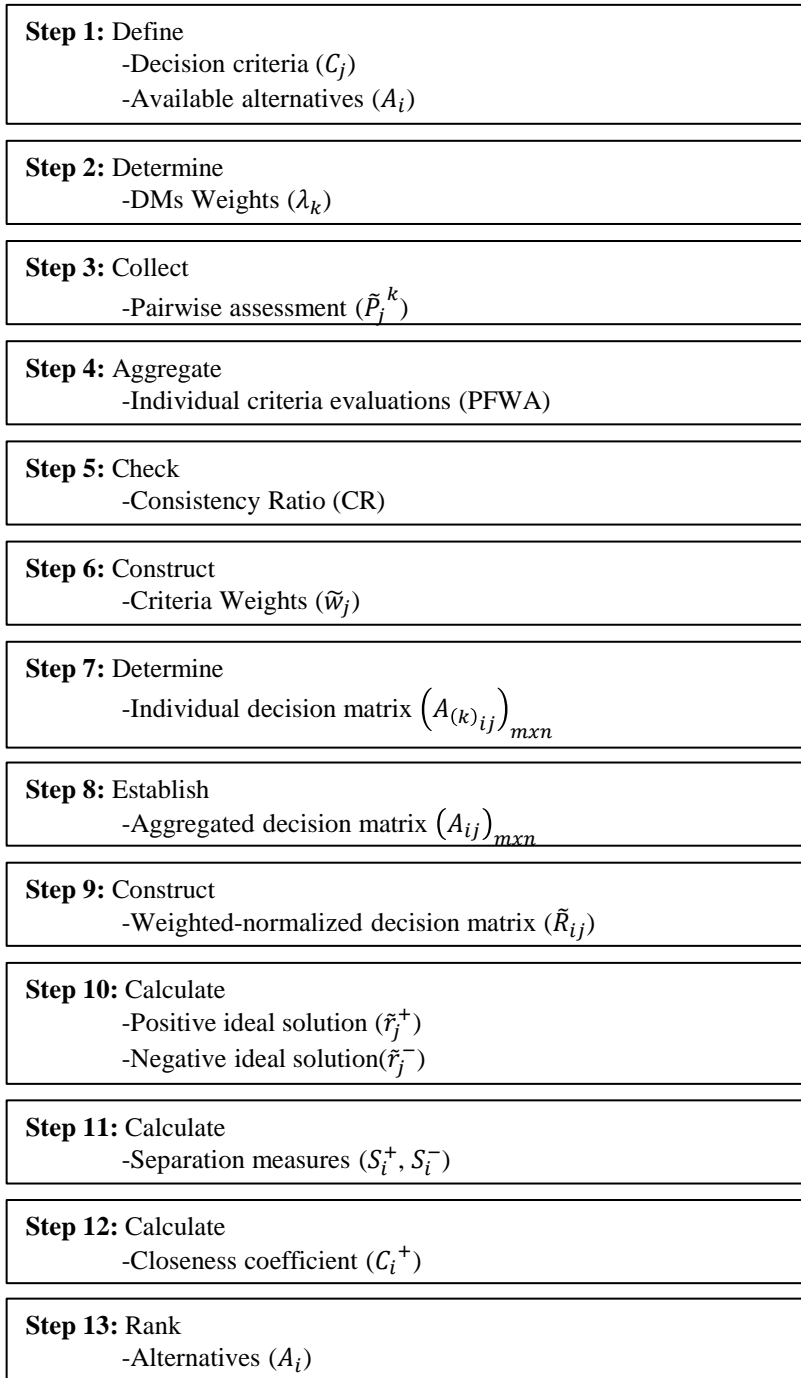 Step 1: Define
-Decision criteria (𝐶ⱼ)
-Available alternatives (𝐴ᵢ)
Step 2: Determine
-DMs Weights (𝜆ₖ)
Step 3: Collect
-Pairwise assessment (P̃ⱼᵏ)
Step 4: Aggregate
-Individual criteria evaluations (PFWA)
Step 5: Check
-Consistency Ratio (CR)
Step 6: Construct
-Criteria Weights (w̃ⱼ)
Step 7: Determine
-Individual decision matrix (A₍ₖ₎ᵢⱼ)ₘₓₙ
Step 8: Establish
-Aggregated decision matrix (Aᵢⱼ)ₘₓₙ
Step 9: Construct
-Weighted-normalized decision matrix (R̃ᵢⱼ)
Step 10: Calculate
-Positive ideal solution (r̃ⱼ⁺)
-Negative ideal solution(r̃ⱼ⁻)
Step 11: Calculate
-Separation measures (Sᵢ⁺, Sᵢ⁻)
Step 12: Calculate
-Closeness coefficient (Cᵢ⁺)
Step 13: Rank
-Alternatives (Aᵢ)